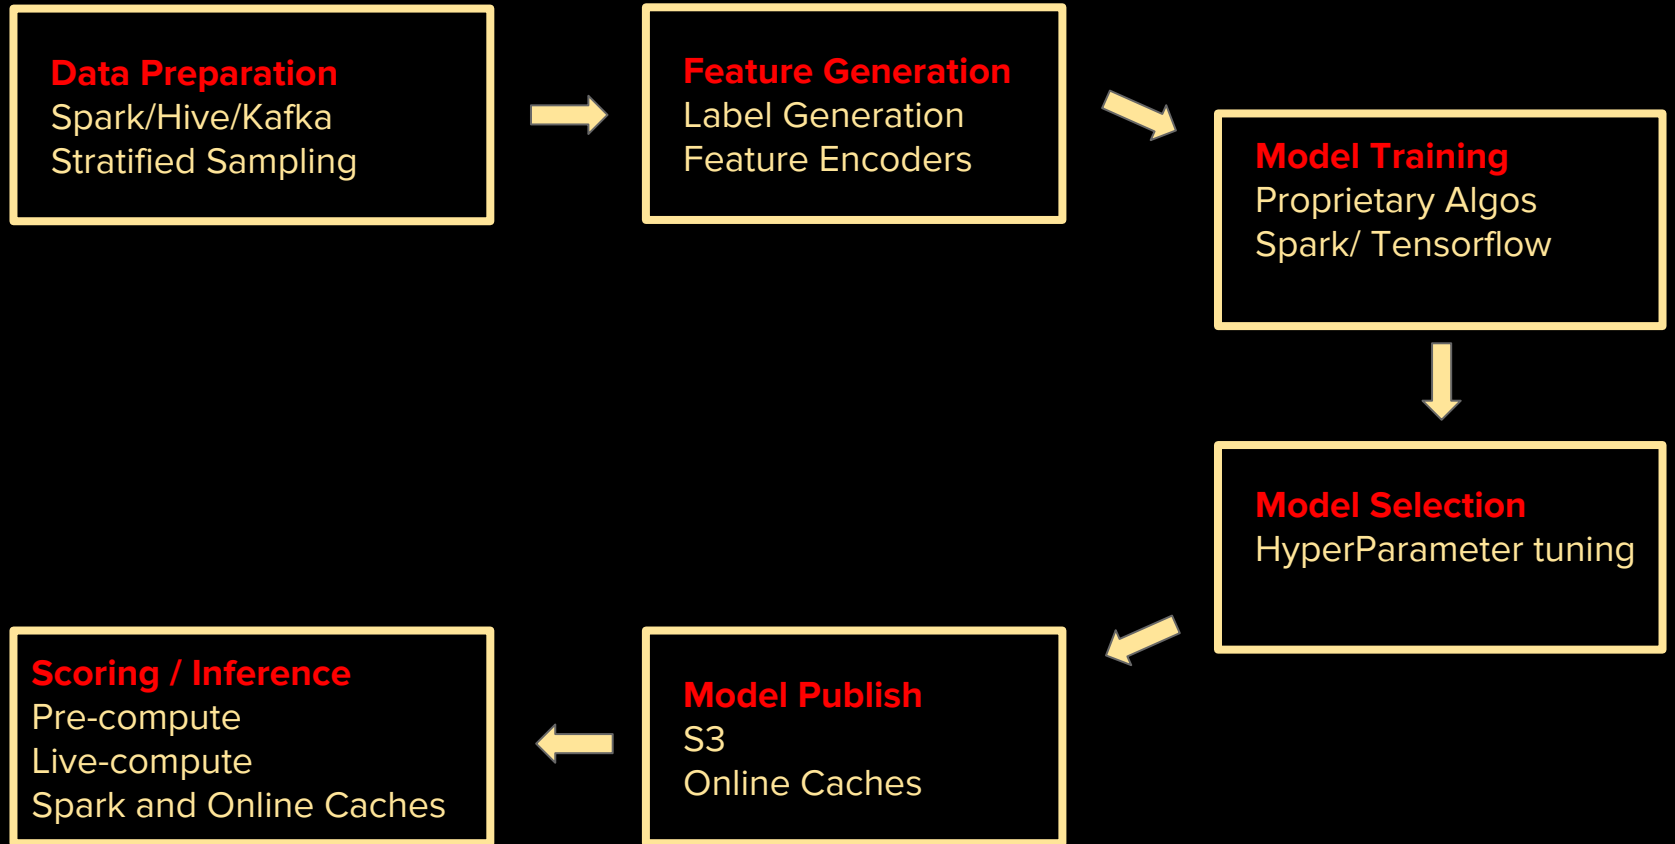 Data Preparation
Spark/Hive/Kafka
Stratified Sampling
Feature Generation
Label Generation
Feature Encoders
Model Training
Proprietary Algos
Spark/ Tensorflow
Model Selection
HyperParameter tuning
Model Publish
S3
Online Caches
Scoring / Inference
Pre-compute
Live-compute
Spark and Online Caches